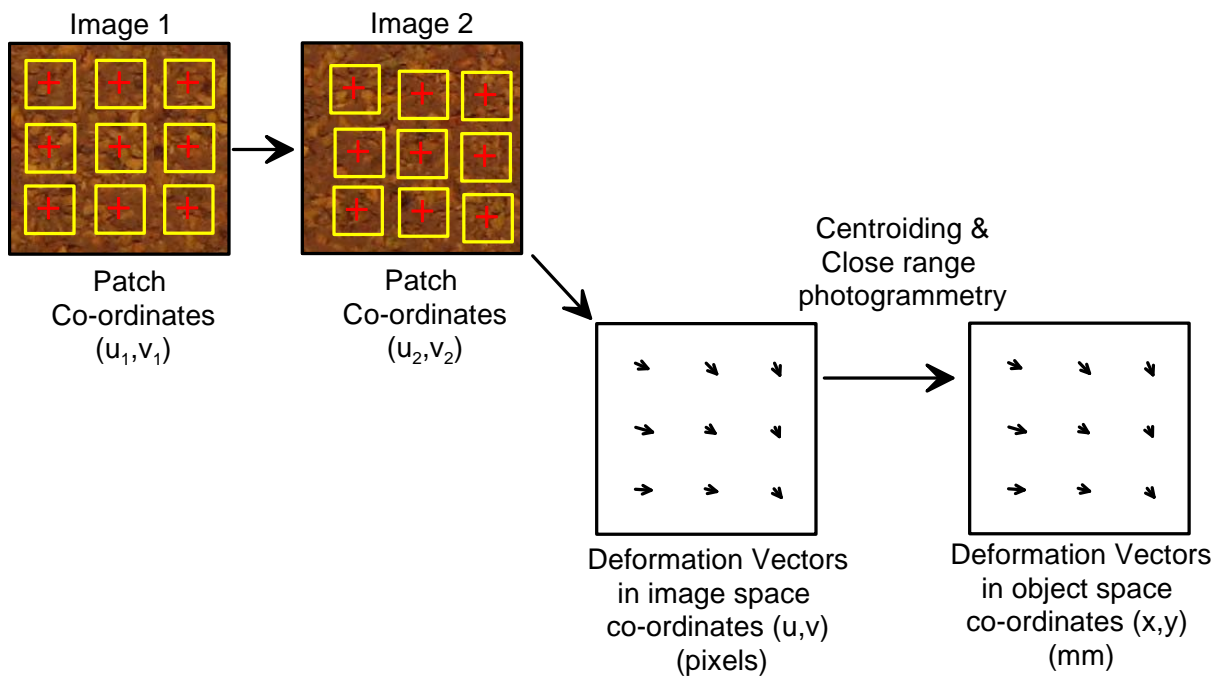 Image 1
Image 2
Patch
Co-ordinates
(u₁,v₁)
Patch
Co-ordinates
(u₂,v₂)
Centroiding &
Close range
photogrammetry
Deformation Vectors
in image space
co-ordinates (u,v)
(pixels)
Deformation Vectors
in object space
co-ordinates (x,y)
(mm)